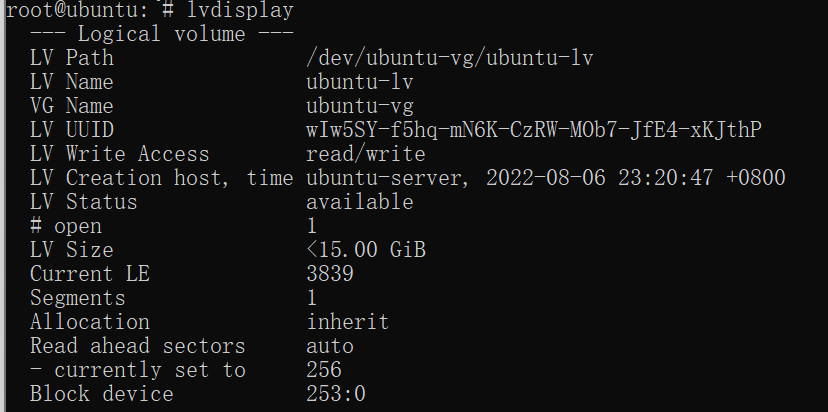 root@ubuntu:~# lvdisplay
--- Logical volume ---
LV Path                /dev/ubuntu-vg/ubuntu-lv
LV Name                ubuntu-lv
VG Name                ubuntu-vg
LV UUID                wIw5SY-f5hq-mN6K-CzRW-MOb7-JfE4-xKJthP
LV Write Access        read/write
LV Creation host, time ubuntu-server, 2022-08-06 23:20:47 +0800
LV Status              available
# open                 1
LV Size                <15.00 GiB
Current LE             3839
Segments               1
Allocation             inherit
Read ahead sectors     auto
- currently set to     256
Block device           253:0